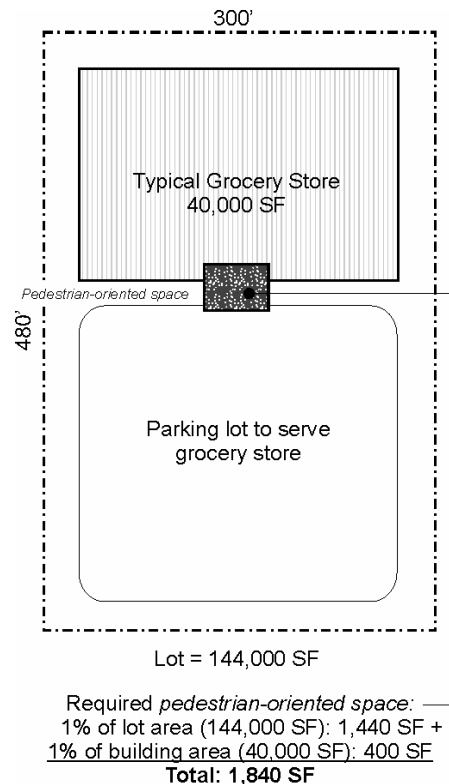 300'
Typical Grocery Store
40,000 SF
Pedestrian-oriented space
480'
Parking lot to serve
grocery store
Lot = 144,000 SF
Required pedestrian-oriented space:
1% of lot area (144,000 SF): 1,440 SF +
1% of building area (40,000 SF): 400 SF
Total: 1,840 SF